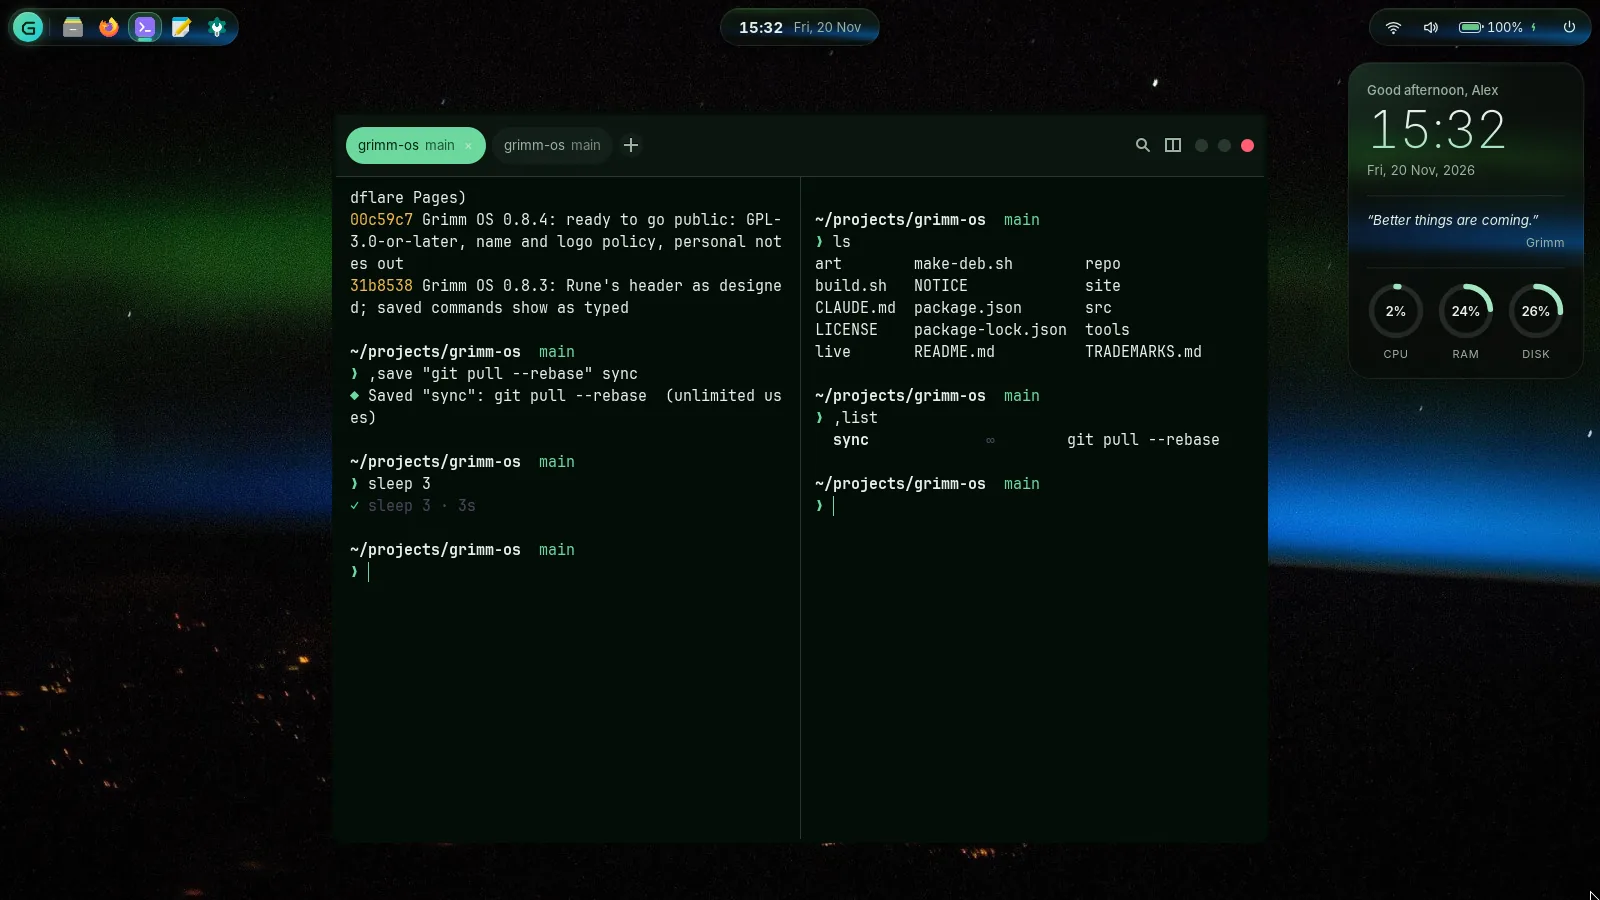 15:32 Fri, 20 Nov
100%
grimm-os main ×
grimm-os main
dflare Pages)
00c59c7 Grimm OS 0.8.4: ready to go public: GPL-
3.0-or-later, name and logo policy, personal not
es out
31b8538 Grimm OS 0.8.3: Rune's header as designe
d; saved commands show as typed
~/projects/grimm-os main
❱ ,save "git pull --rebase" sync
◆ Saved "sync": git pull --rebase (unlimited us
es)
~/projects/grimm-os main
❱ sleep 3
✓ sleep 3 · 3s
~/projects/grimm-os main
❱
~/projects/grimm-os main
❱ ls
art make-deb.sh repo
build.sh NOTICE site
CLAUDE.md package.json src
LICENSE package-lock.json tools
live README.md TRADEMARKS.md
~/projects/grimm-os main
❱ ,list
sync ∞ git pull --rebase
~/projects/grimm-os main
❱
Good afternoon, Alex
15:32
Fri, 20 Nov, 2026
“Better things are coming.”
Grimm
2% 24% 26%
CPU RAM DISK